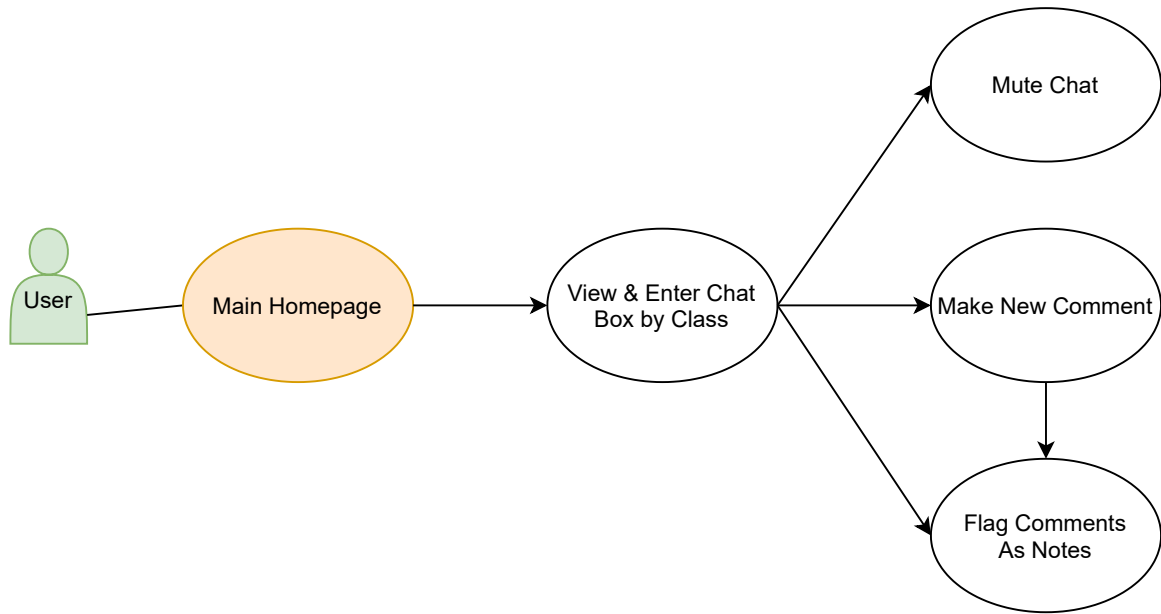 Mute Chat
User
Main Homepage
View & Enter Chat
Box by Class
Make New Comment
Flag Comments
As Notes